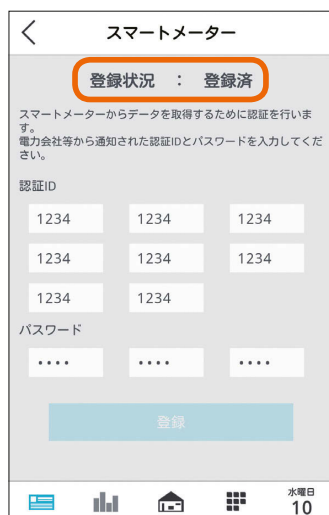 スマートメーター
登録状況 : 登録済
スマートメーターからデータを取得するために認証を行いま
す。
電力会社等から通知された認証IDとパスワードを入力してくだ
さい。
認証ID
1234 1234 1234
1234 1234 1234
1234 1234
パスワード
•••• •••• ••••
登録
水曜日
10